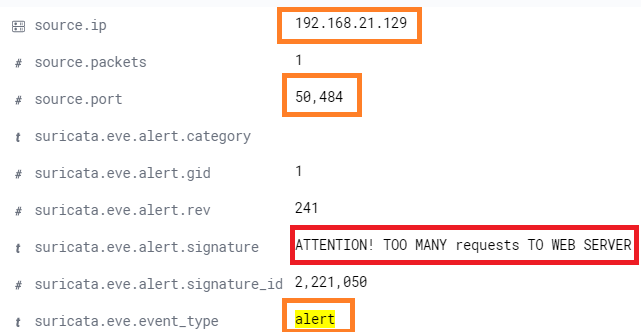 source.ip 192.168.21.129
# source.packets 1
# source.port 50,484
t suricata.eve.alert.category
# suricata.eve.alert.gid 1
# suricata.eve.alert.rev 241
t suricata.eve.alert.signature ATTENTION! TOO MANY requests TO WEB SERVER
# suricata.eve.alert.signature_id 2,221,050
t suricata.eve.event_type alert